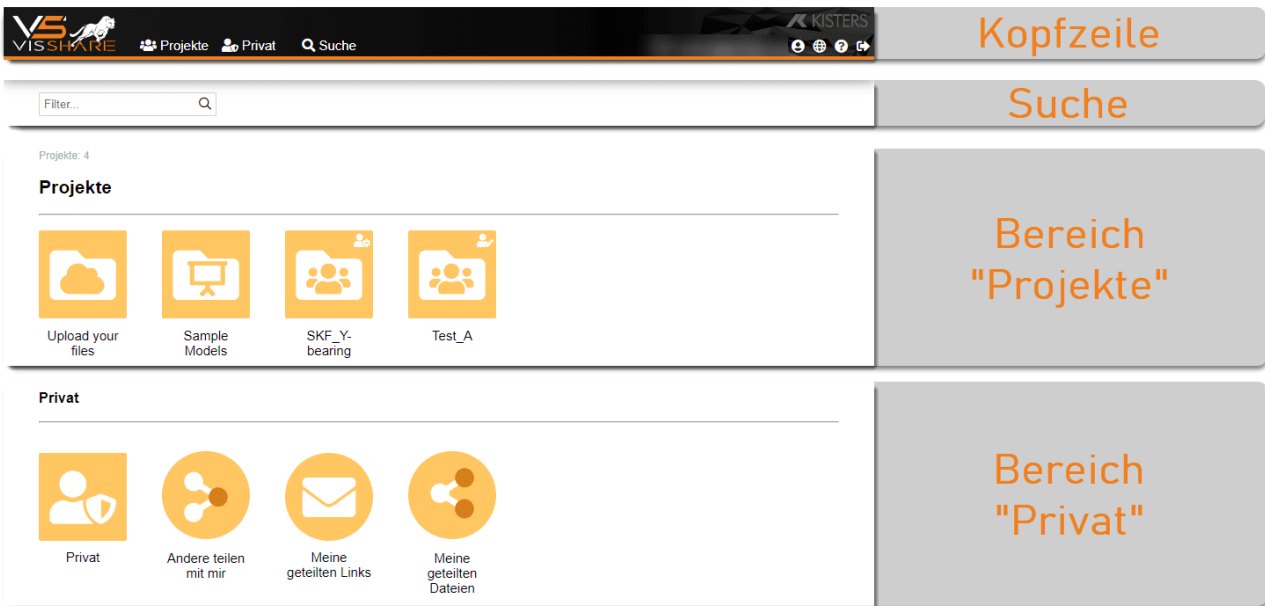 VS
VISSHARE
Projekte Privat Suche
KISTERS
Kopfzeile
Filter...
Suche
Projekte: 4
Projekte
Upload your
files
Sample
Models
SKF_Y-
bearing
Test_A
Bereich
"Projekte"
Privat
Privat
Andere teilen
mit mir
Meine
geteilten Links
Meine
geteilten
Dateien
Bereich
"Privat"